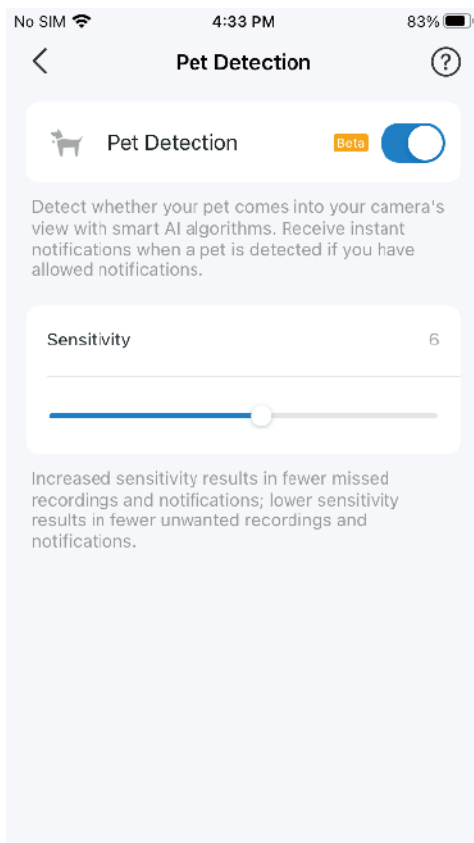 No SIM 4:33 PM 83%
Pet Detection ?
Pet Detection Beta
Detect whether your pet comes into your camera's
view with smart AI algorithms. Receive instant
notifications when a pet is detected if you have
allowed notifications.
Sensitivity 6
Increased sensitivity results in fewer missed
recordings and notifications; lower sensitivity
results in fewer unwanted recordings and
notifications.